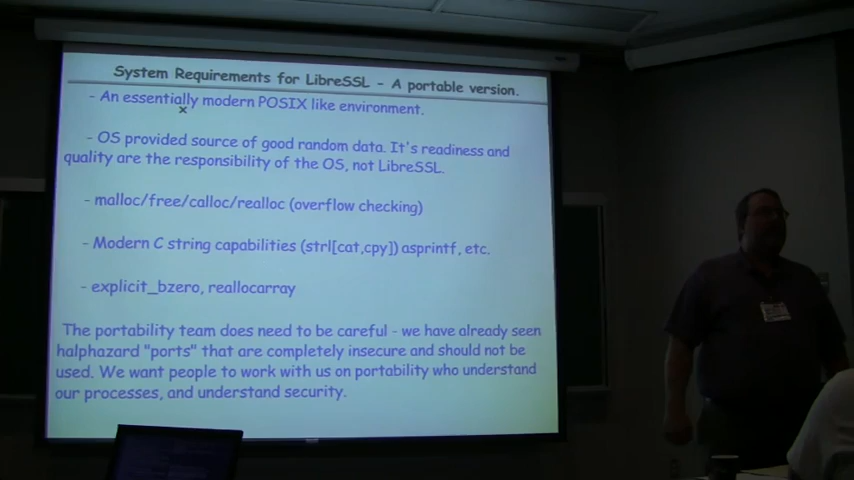 System Requirements for LibreSSL - A portable version.
- An essentially modern POSIX like environment.
x
- OS provided source of good random data. It's readiness and
quality are the responsibility of the OS, not LibreSSL.
- malloc/free/calloc/realloc (overflow checking)
- Modern C string capabilities (strl[cat,cpy]) asprintf, etc.
- explicit_bzero, reallocarray
The portability team does need to be careful - we have already seen
halphazard "ports" that are completely insecure and should not be
used. We want people to work with us on portability who understand
our processes, and understand security.